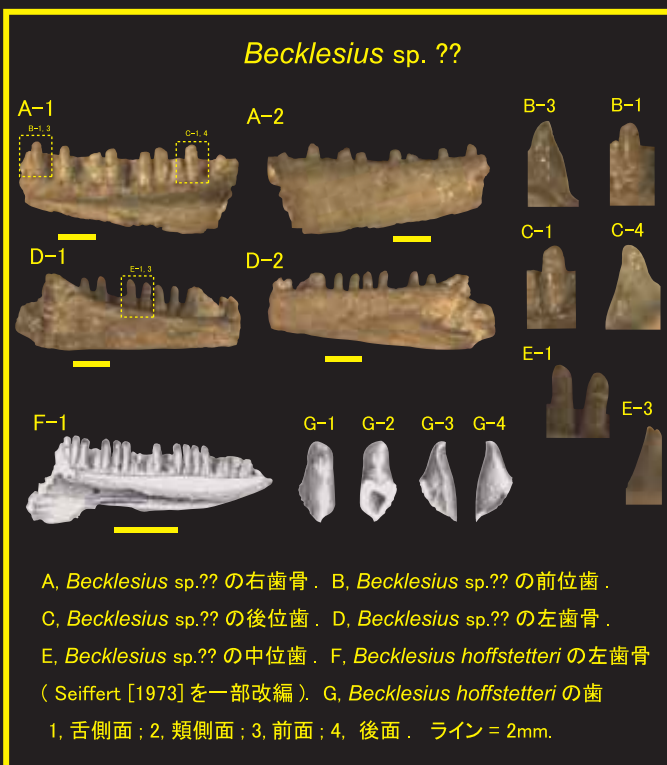 Becklesius sp. ??
A-1
A-2
B-3
B-1
B-1, 3
C-1, 4
C-1
C-4
D-1
D-2
E-1, 3
E-1
E-3
F-1
G-1
G-2
G-3
G-4
A, Becklesius sp.?? の右歯骨 . B, Becklesius sp.?? の前位歯 .
C, Becklesius sp.?? の後位歯 . D, Becklesius sp.?? の左歯骨 .
E, Becklesius sp.?? の中位歯 . F, Becklesius hoffstetteri の左歯骨
( Seiffert [1973] を一部改編 ). G, Becklesius hoffstetteri の歯
1, 舌側面 ; 2, 頬側面 ; 3, 前面 ; 4, 後面 . ライン = 2mm.